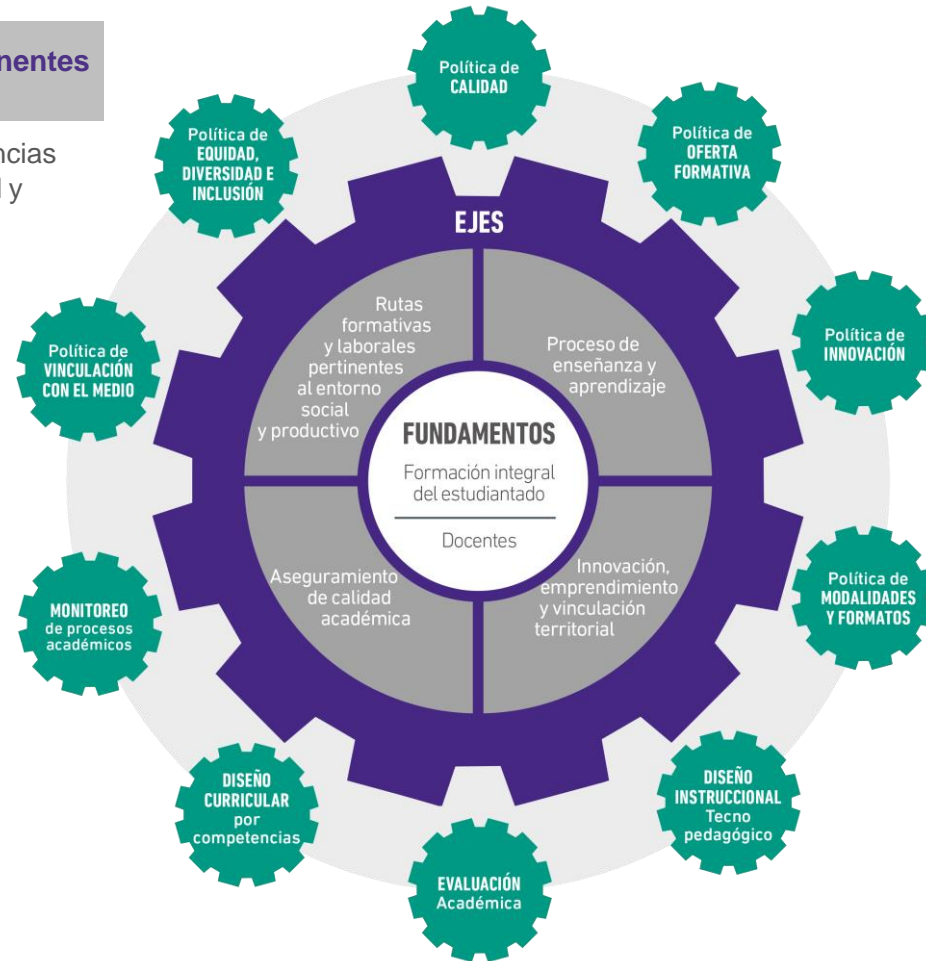 Política de
CALIDAD
Política de
OFERTA
FORMATIVA
Política de
EQUIDAD,
DIVERSIDAD E
INCLUSIÓN
Política de
INNOVACIÓN
Política de
VINCULACIÓN
CON EL MEDIO
EJES
Rutas
formativas
y laborales
pertinentes
al entorno
social
y productivo
Proceso de
enseñanza y
aprendizaje
FUNDAMENTOS
Formación integral
del estudiantado
Docentes
Aseguramiento
de calidad
académica
Innovación,
emprendimiento
y vinculación
territorial
MONITOREO
de procesos
académicos
Política de
MODALIDADES
Y FORMATOS
DISEÑO
CURRICULAR
por
competencias
EVALUACIÓN
Académica
DISEÑO
INSTRUCCIONAL
Tecno
pedagógico